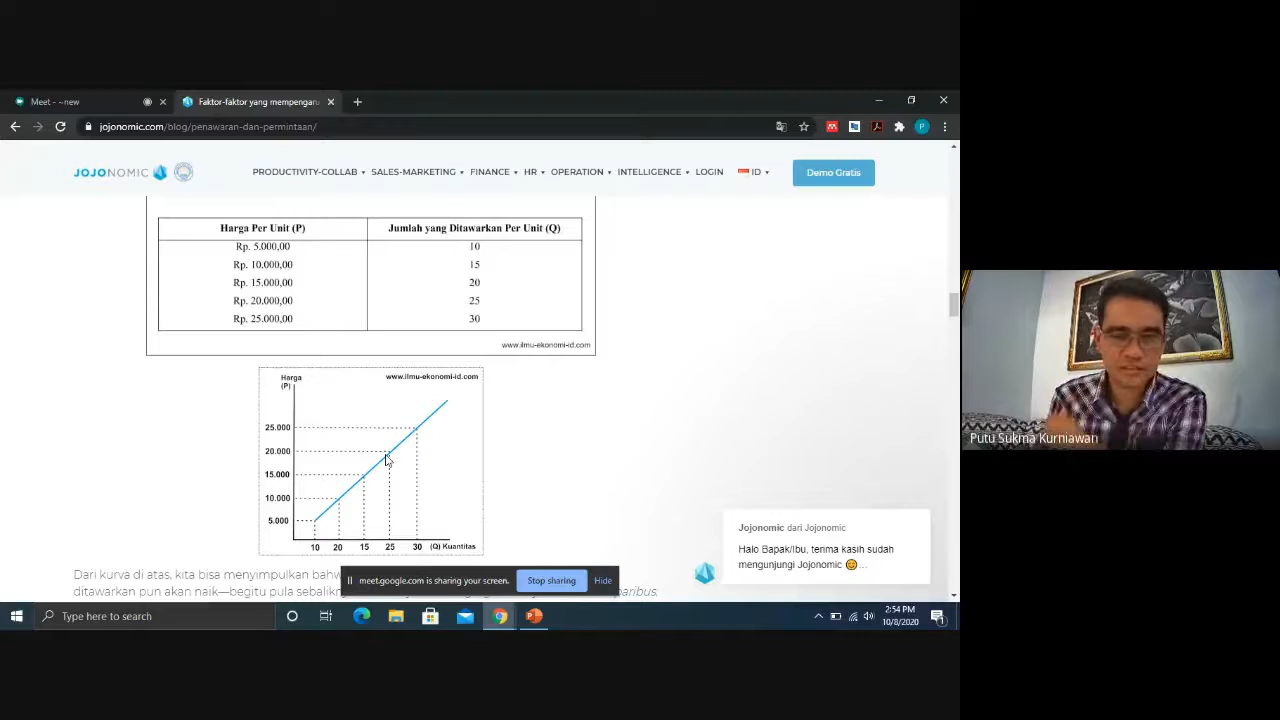 Meet - ~new
Faktor-faktor yang mempengaru
jojonomic.com/blog/penawaran-dan-permintaan/
P
JOJONOMIC
PRODUCTIVITY-COLLAB SALES-MARKETING FINANCE HR OPERATION INTELLIGENCE LOGIN ID
Demo Gratis
Harga Per Unit (P) Jumlah yang Ditawarkan Per Unit (Q)
Rp. 5.000,00 10
Rp. 10.000,00 15
Rp. 15.000,00 20
Rp. 20.000,00 25
Rp. 25.000,00 30
www.ilmu-ekonomi-id.com
Harga
(P)
www.ilmu-ekonomi-id.com
25.000
20.000
15.000
10.000
5.000
10 20 15 25 30 (Q) Kuantitas
Dari kurva di atas, kita bisa menyimpulkan bahw
ditawarkan pun akan naik—begitu pula sebalikn
paribus.
meet.google.com is sharing your screen.
Stop sharing
Hide
Jojonomic dari Jojonomic
Halo Bapak/Ibu, terima kasih sudah
mengunjungi Jojonomic 😊...
Putu Sukma Kurniawan
Type here to search
2:54 PM
10/8/2020
1